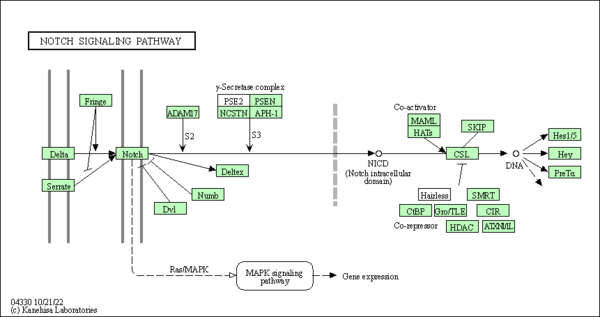 NOTCH SIGNALING PATHWAY
γ-Secretase complex
Fringe
PSE2 PSEN
ADAM17
NCSTN APH-1
Co-activator
MAML
HATs
SKIP
S2
S3
Hes1/5
Delta
Notch
CSL
Hey
NICD
(Notch intracellular
domain)
DNA
Deltex
PreTα
Serrate
Numb
Hairless
SMRT
Dvl
CtBP
Gro/TLE
CIR
Co-repressor
HDAC
ATXN1/1L
Ras/MAPK
MAPK signaling
pathway
Gene expression
04330 10/21/22
(c) Kanehisa Laboratories